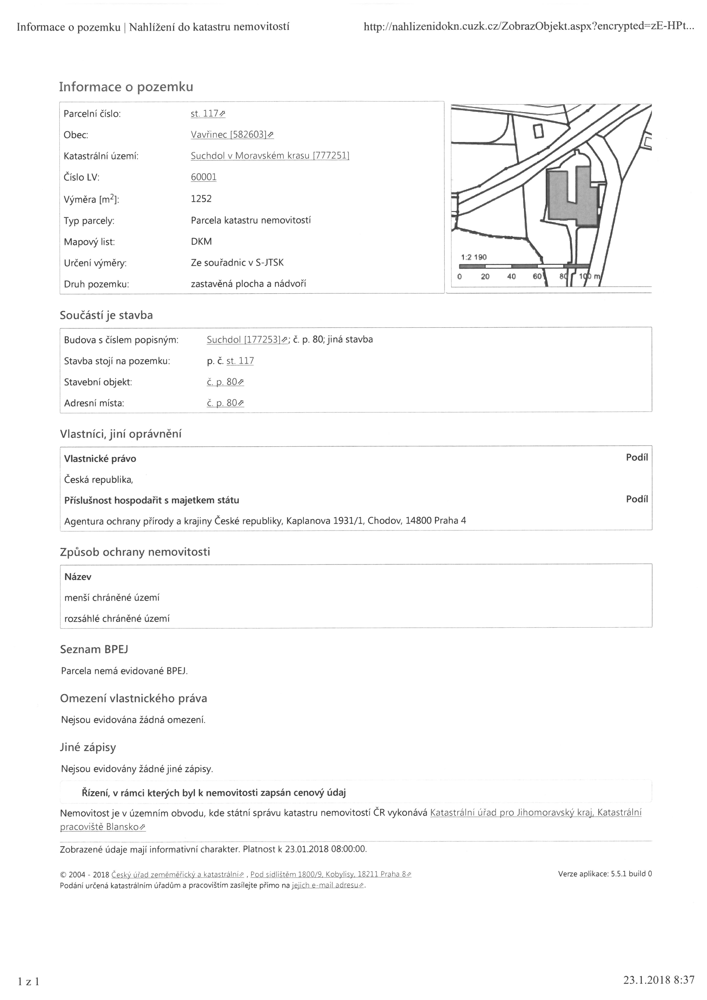 Informace o pozemku | Nahlížení do katastru nemovitostí
http://nahlizenidokn.cuzk.cz/ZobrazObjekt.aspx?encrypted=zE-HPt...
Informace o pozemku
Parcelní číslo: st. 117
Obec: Vavřinec [582603]
Katastrální území: Suchdol v Moravském krasu [777251]
Číslo LV: 60001
Výměra [m²]: 1252
Typ parcely: Parcela katastru nemovitostí
Mapový list: DKM
Určení výměry: Ze souřadnic v S-JTSK
Druh pozemku: zastavěná plocha a nádvoří
1:2 190
0 20 40 60 80 100 m
Součástí je stavba
Budova s číslem popisným: Suchdol [177253]; č. p. 80; jiná stavba
Stavba stojí na pozemku: p. č. st. 117
Stavební objekt: č. p. 80
Adresní místa: č. p. 80
Vlastníci, jiní oprávnění
Vlastnické právo Podíl
Česká republika,
Příslušnost hospodařit s majetkem státu Podíl
Agentura ochrany přírody a krajiny České republiky, Kaplanova 1931/1, Chodov, 14800 Praha 4
Způsob ochrany nemovitosti
Název
menší chráněné území
rozsáhlé chráněné území
Seznam BPEJ
Parcela nemá evidované BPEJ.
Omezení vlastnického práva
Nejsou evidována žádná omezení.
Jiné zápisy
Nejsou evidovány žádné jiné zápisy.
Řízení, v rámci kterých byl k nemovitosti zapsán cenový údaj
Nemovitost je v územním obvodu, kde státní správu katastru nemovitostí ČR vykonává Katastrální úřad pro Jihomoravský kraj, Katastrální
pracoviště Blansko
Zobrazené údaje mají informativní charakter. Platnost k 23.01.2018 08:00:00.
© 2004 - 2018 Český úřad zeměměřický a katastrální , Pod sídlištěm 1800/9, Kobylisy, 18211 Praha 8
Verze aplikace: 5.5.1 build 0
Podání určená katastrálním úřadům a pracovištím zasílejte přímo na jejich e-mail adresu.
1 z 1
23.1.2018 8:37